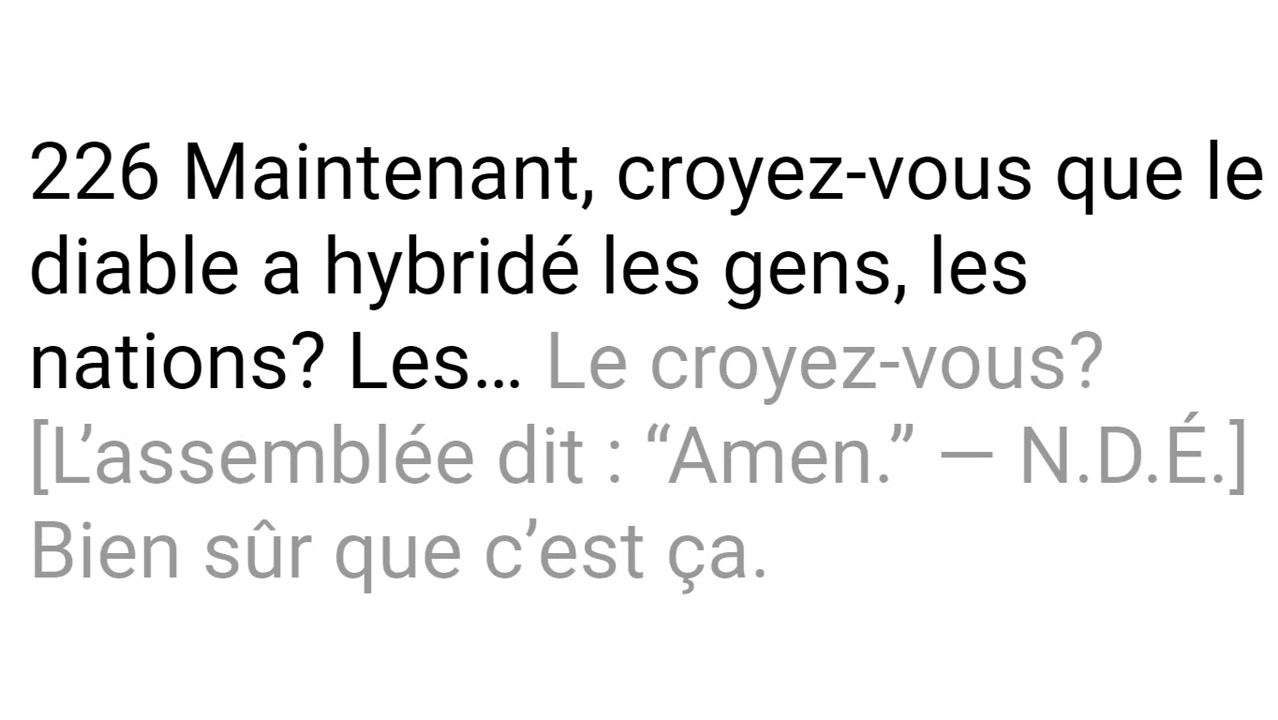 226 Maintenant, croyez-vous que le
diable a hybridé les gens, les
nations? Les… Le croyez-vous?
[L’assemblée dit : “Amen.” — N.D.É.]
Bien sûr que c’est ça.